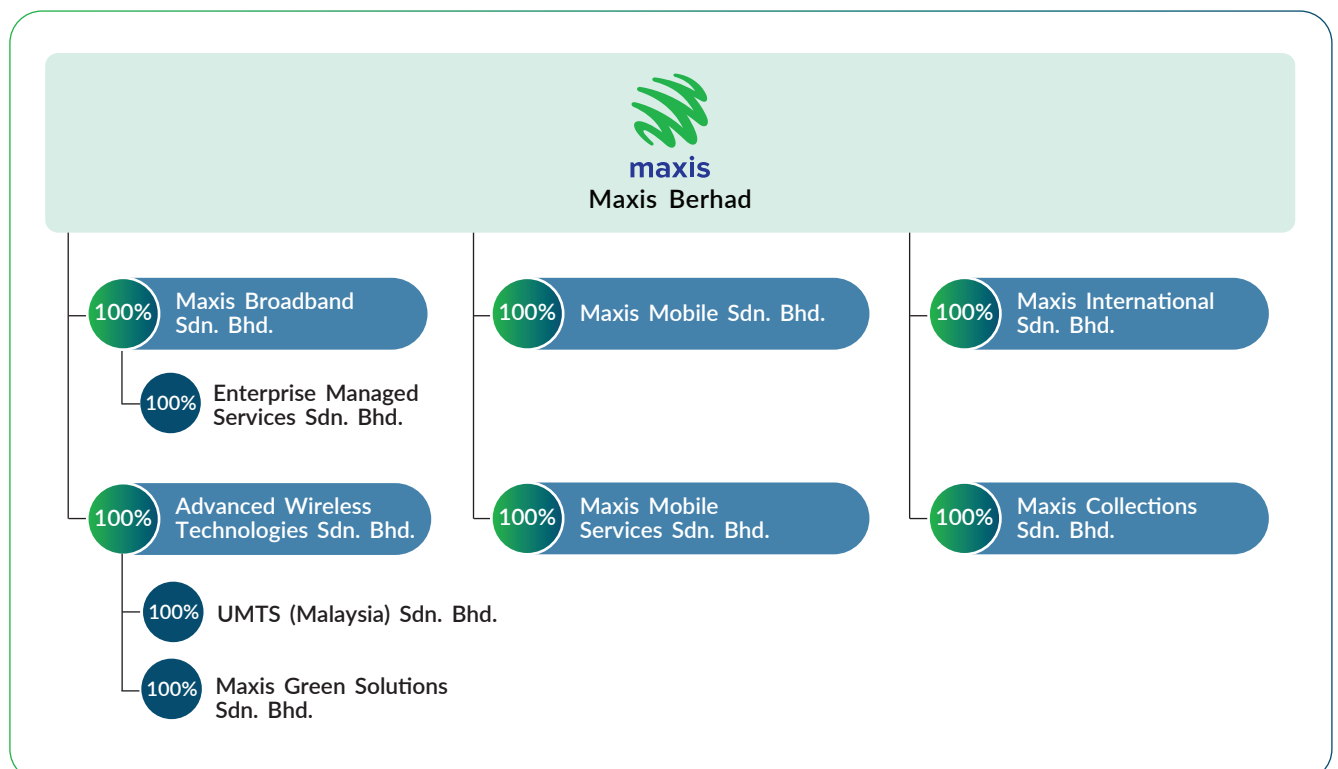 maxis
Maxis Berhad
100%
Maxis Broadband
Sdn. Bhd.
100%
Enterprise Managed
Services Sdn. Bhd.
100%
Advanced Wireless
Technologies Sdn. Bhd.
100%
UMTS (Malaysia) Sdn. Bhd.
100%
Maxis Green Solutions
Sdn. Bhd.
100%
Maxis Mobile Sdn. Bhd.
100%
Maxis Mobile
Services Sdn. Bhd.
100%
Maxis International
Sdn. Bhd.
100%
Maxis Collections
Sdn. Bhd.